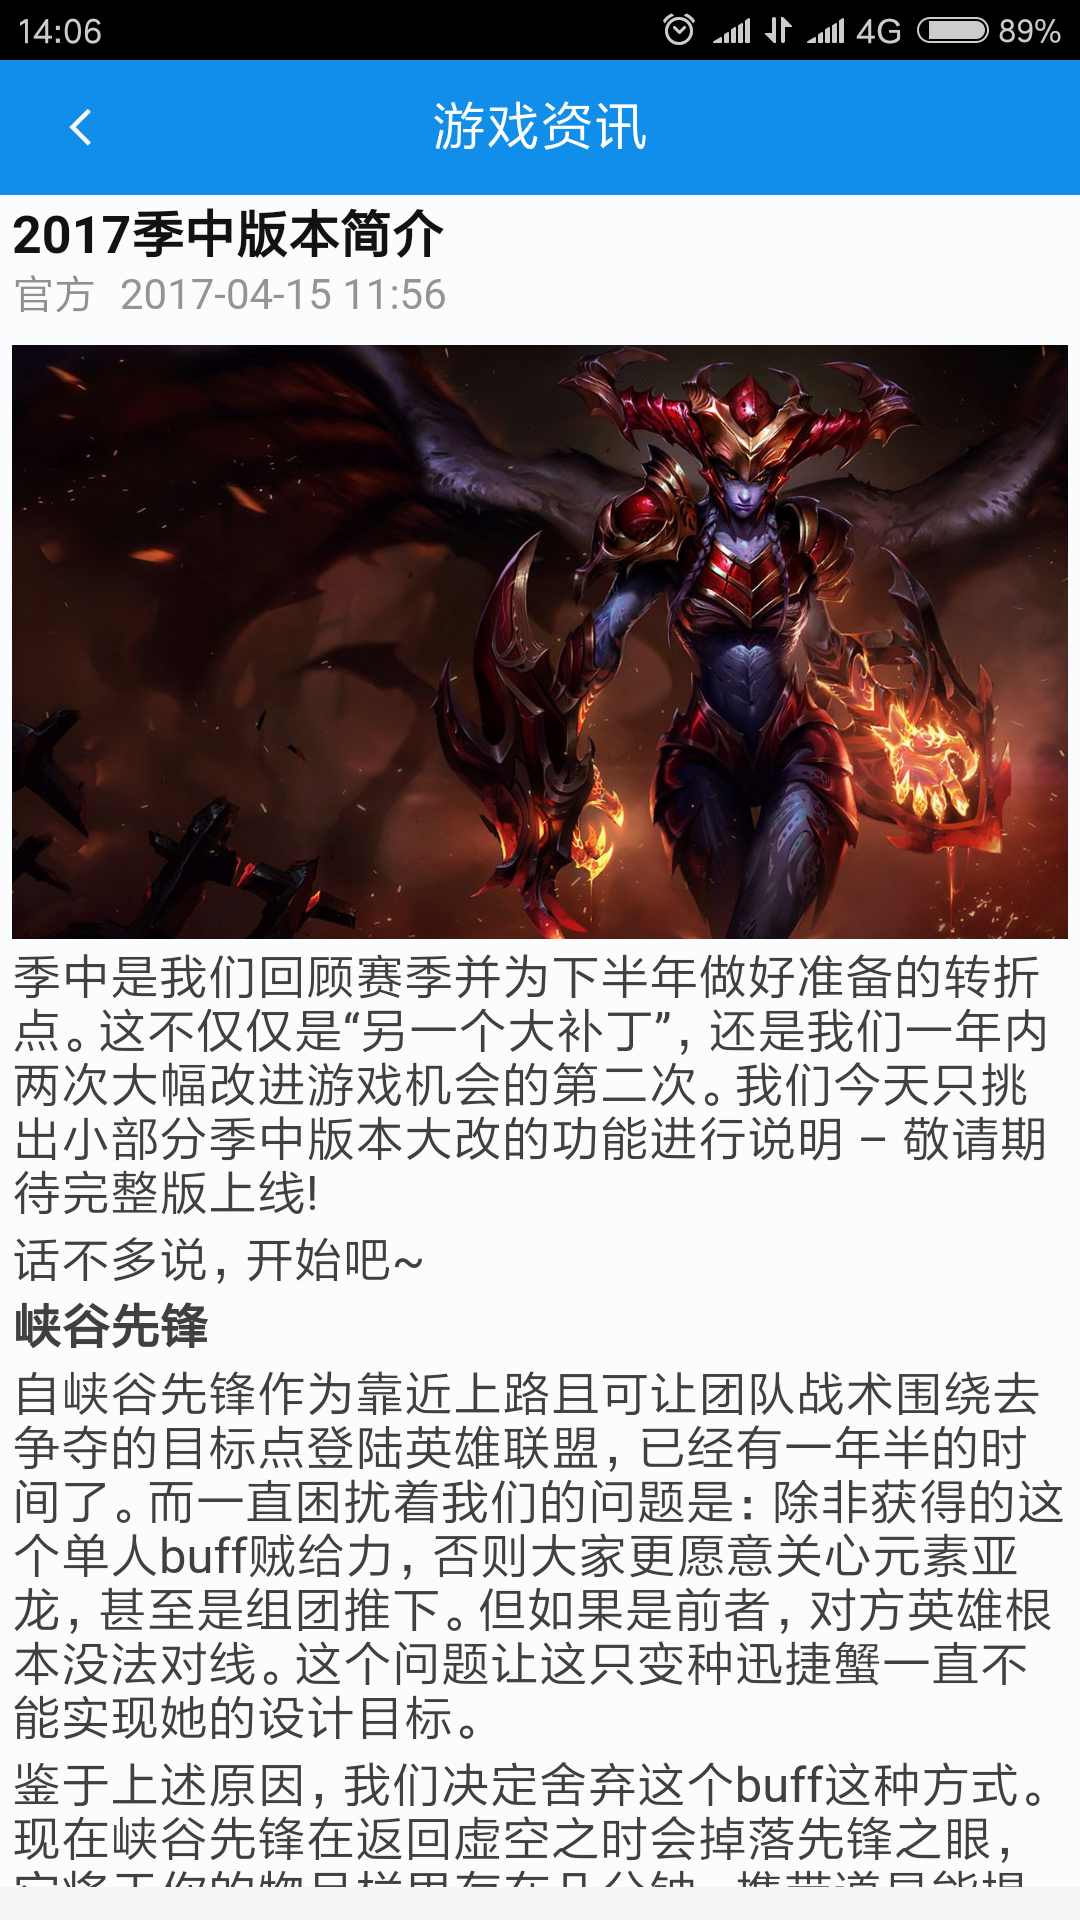 14:06
4G 89%
游戏资讯
2017季中版本简介
官方 2017-04-15 11:56
季中是我们回顾赛季并为下半年做好准备的转折
点。这不仅仅是“另一个大补丁”，还是我们一年内
两次大幅改进游戏机会的第二次。我们今天只挑
出小部分季中版本大改的功能进行说明 – 敬请期
待完整版上线!
话不多说，开始吧~
峡谷先锋
自峡谷先锋作为靠近上路且可让团队战术围绕去
争夺的目标点登陆英雄联盟，已经有一年半的时
间了。而一直困扰着我们的问题是：除非获得的这
个单人buff贼给力，否则大家更愿意关心元素亚
龙，甚至是组团推下。但如果是前者，对方英雄根
本没法对线。这个问题让这只变种迅捷蟹一直不
能实现她的设计目标。
鉴于上述原因，我们决定舍弃这个buff这种方式。
现在峡谷先锋在返回虚空之时会掉落先锋之眼，